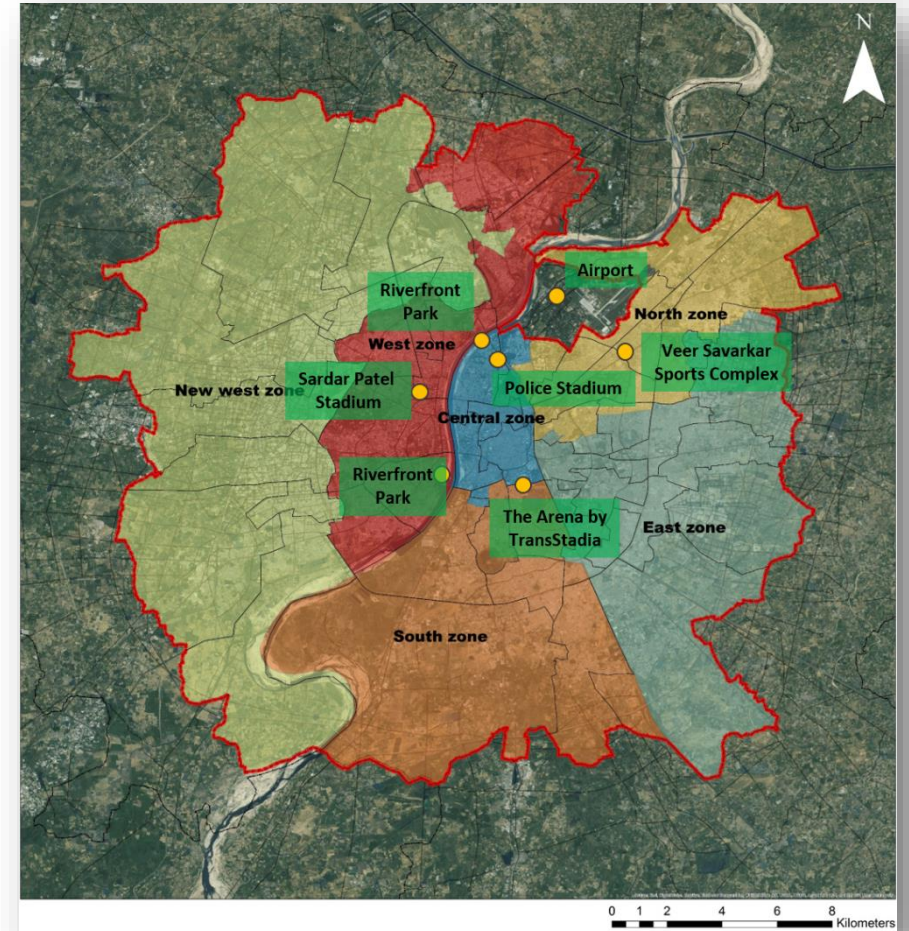 N
Airport
Riverfront
Park
North zone
West zone
Veer Savarkar
Sports Complex
New west zone
Sardar Patel
Stadium
Police Stadium
Central zone
Riverfront
Park
The Arena by
TransStadia
East zone
South zone
0 1 2 4 6 8
Kilometers